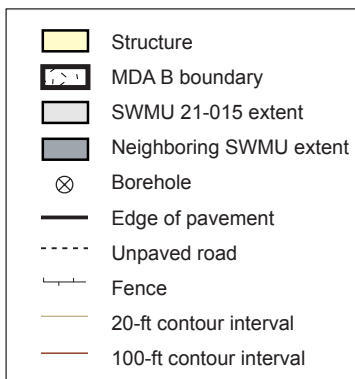 Structure
MDA B boundary
SWMU 21-015 extent
Neighboring SWMU extent
Borehole
Edge of pavement
Unpaved road
Fence
20-ft contour interval
100-ft contour interval